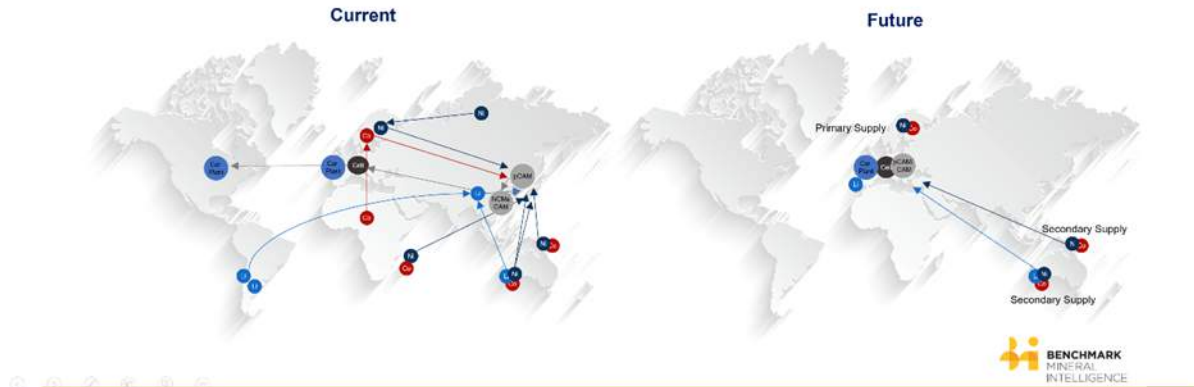 Current
Future
Ni
Ni
Co
Primary Supply
Ni
Co
Car
Plant
Car
Plant
Cell
pCAM
Car
Plant
Cell
pCAM
CAM
Li
Li
NCMs
CAM
Co
Secondary Supply
Ni
Co
Ni
Co
Ni
Co
Li
Li
Li
Ni
Co
Li
Ni
Co
Secondary Supply
BENCHMARK
MINERAL
INTELLIGENCE